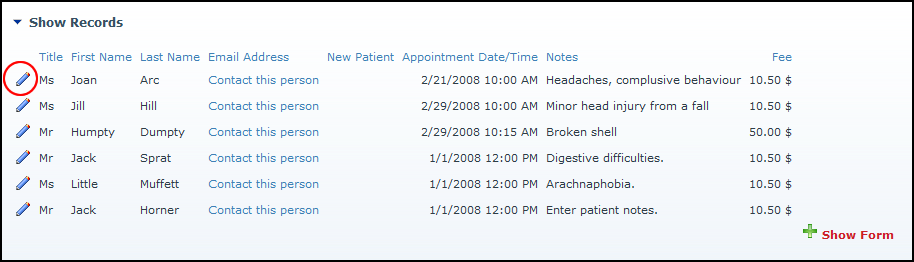 Show Records
Title First Name Last Name Email Address New Patient Appointment Date/Time Notes Fee
Ms Joan Arc Contact this person 2/21/2008 10:00 AM Headaches, complusive behaviour 10.50 $
Ms Jill Hill Contact this person 2/29/2008 10:00 AM Minor head injury from a fall 10.50 $
Mr Humpty Dumpty Contact this person 2/29/2008 10:15 AM Broken shell 50.00 $
Mr Jack Sprat Contact this person 1/1/2008 12:00 PM Digestive difficulties. 10.50 $
Ms Little Muffett Contact this person 1/1/2008 12:00 PM Arachnaphobia. 10.50 $
Mr Jack Horner Contact this person 1/1/2008 12:00 PM Enter patient notes. 10.50 $
Show Form